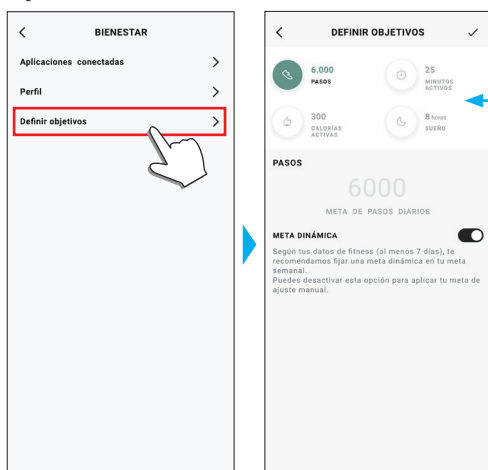 BIENESTAR
Aplicaciones conectadas
Perfil
Definir objetivos
DEFINIR OBJETIVOS
6.000
PASOS
25
MINUTOS
ACTIVOS
300
CALORÍAS
ACTIVAS
8 horas
SUEÑO
PASOS
6000
META DE PASOS DIARIOS
META DINÁMICA
Según tus datos de fitness (al menos 7 días), te
recomendamos fijar una meta dinámica en tu meta
semanal.
Puedes desactivar esta opción para aplicar tu meta de
ajuste manual.